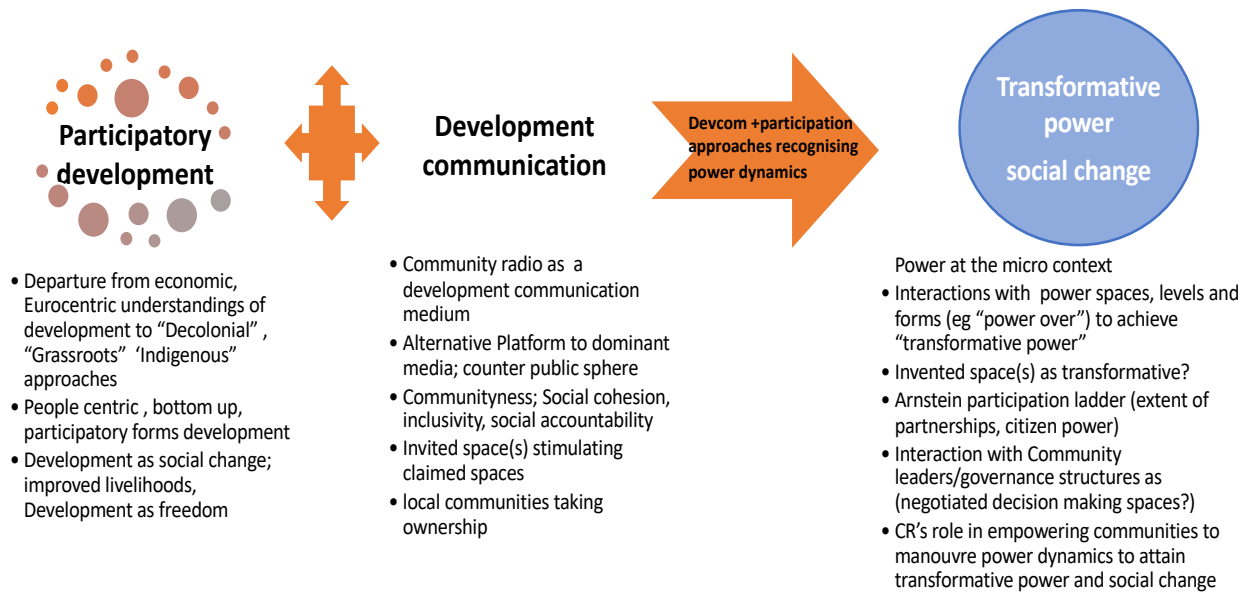 Participatory
development
• Departure from economic,
Eurocentric understandings of
development to “Decolonial” ,
“Grassroots” ‘Indigenous”
approaches
• People centric , bottom up,
participatory forms development
• Development as social change;
improved livelihoods,
Development as freedom
Development
communication
• Community radio as a
development communication
medium
• Alternative Platform to dominant
media; counter public sphere
• Communityness; Social cohesion,
inclusivity, social accountability
• Invited space(s) stimulating
claimed spaces
• local communities taking
ownership
Devcom +participation
approaches recognising
power dynamics
Transformative
power
social change
Power at the micro context
• Interactions with power spaces, levels and
forms (eg “power over”) to achieve
“transformative power”
• Invented space(s) as transformative?
• Arnstein participation ladder (extent of
partnerships, citizen power)
• Interaction with Community
leaders/governance structures as
(negotiated decision making spaces?)
• CR’s role in empowering communities to
manouvre power dynamics to attain
transformative power and social change